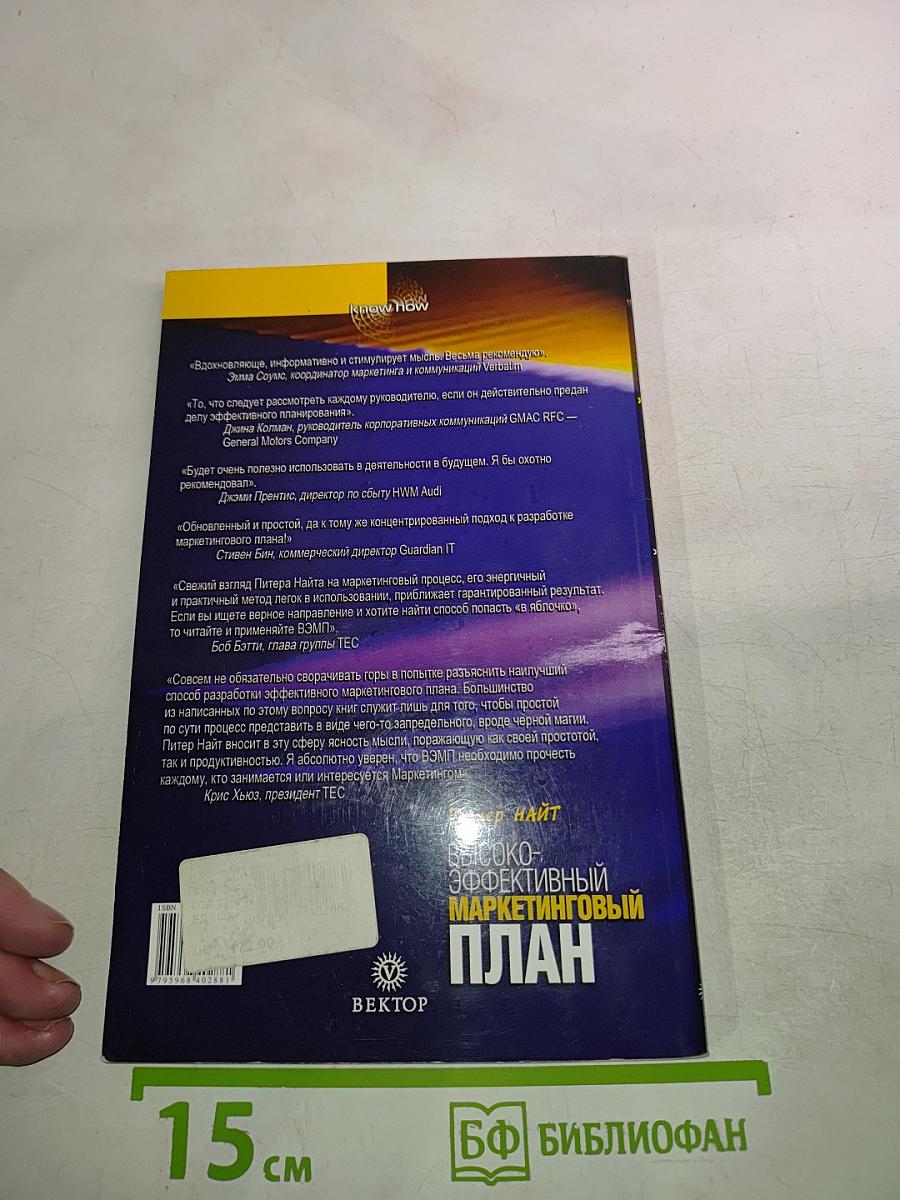 know how
«Вдохновляюще, информативно и стимулирует мысль. Весьма рекомендую».
Эмма Соумс, координатор маркетинга и коммуникаций Verbatim
«То, что следует рассмотреть каждому руководителю, если он действительно предан
делу эффективного планирования».
Джина Колман, руководитель корпоративных коммуникаций GMAC RFC —
General Motors Company
«Будет очень полезно использовать в деятельности в будущем. Я бы охотно
рекомендовал».
Джэми Прентис, директор по сбыту HWM Audi
«Обновленный и простой, да к тому же концентрированный подход к разработке
маркетингового плана!»
Стивен Бин, коммерческий директор Guardian IT
«Свежий взгляд Питера Найта на маркетинговый процесс, его энергичный
и практичный метод легок в использовании, приближает гарантированный результат.
Если вы ищете верное направление и хотите найти способ попасть «в яблочко»,
то читайте и применяйте ВЭМП».
Боб Бэтти, глава группы ТЕС
«Совсем не обязательно сворачивать горы в попытке разъяснить наилучший
способ разработки эффективного маркетингового плана. Большинство
из написанных по этому вопросу книг служит лишь для того, чтобы простой
по сути процесс представить в виде чего-то запредельного, вроде черной магии.
Питер Найт вносит в эту сферу ясность мысли, поражающую как своей простотой,
так и продуктивностью. Я абсолютно уверен, что ВЭМП необходимо прочесть
каждому, кто занимается или интересуется Маркетингом».
Крис Хьюз, президент ТЕС
Питер НАЙТ
ВЫСОКО-
ЭФФЕКТИВНЫЙ
МАРКЕТИНГОВЫЙ
ПЛАН
ISBN
9795968 402881
ВЕКТОР
15 см
БФ БИБЛИОФАН